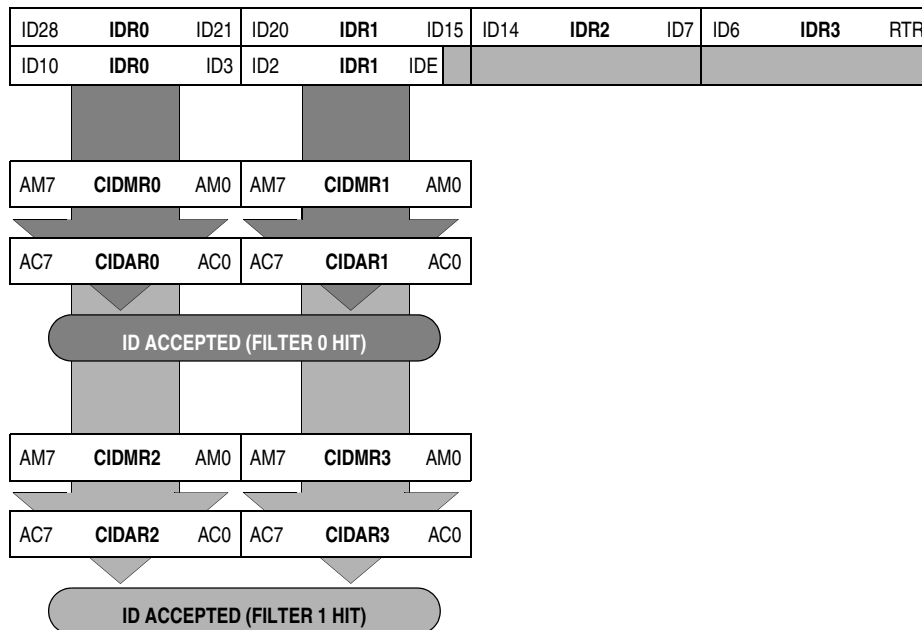 ID28 IDR0 ID21 ID20 IDR1 ID15 ID14 IDR2 ID7 ID6 IDR3 RTR
ID10 IDR0 ID3 ID2 IDR1 IDE
AM7 CIDMR0 AM0 AM7 CIDMR1 AM0
AC7 CIDAR0 AC0 AC7 CIDAR1 AC0
ID ACCEPTED (FILTER 0 HIT)
AM7 CIDMR2 AM0 AM7 CIDMR3 AM0
AC7 CIDAR2 AC0 AC7 CIDAR3 AC0
ID ACCEPTED (FILTER 1 HIT)